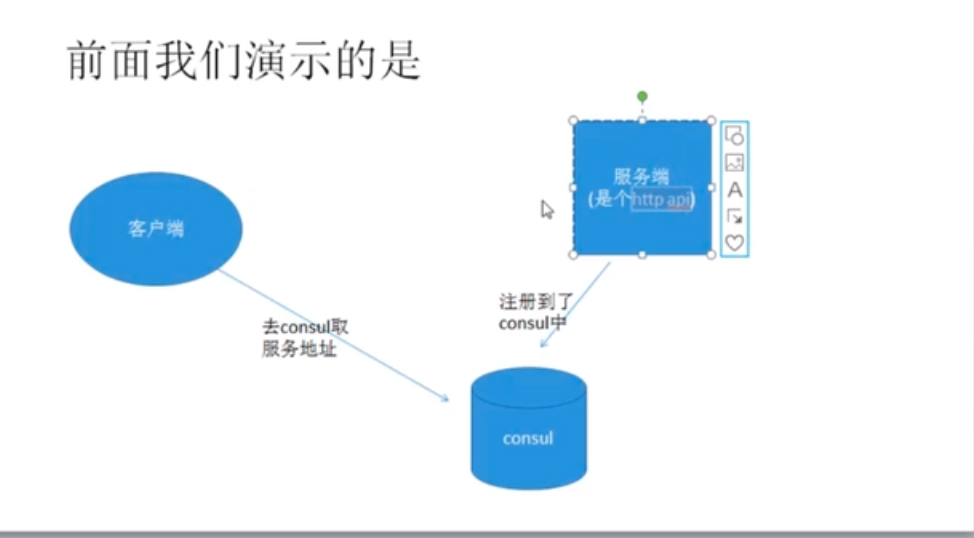 前面我们演示的是
服务端
(是个http api)
客户端
注册到了
consul中
去consul取
服务地址
consul